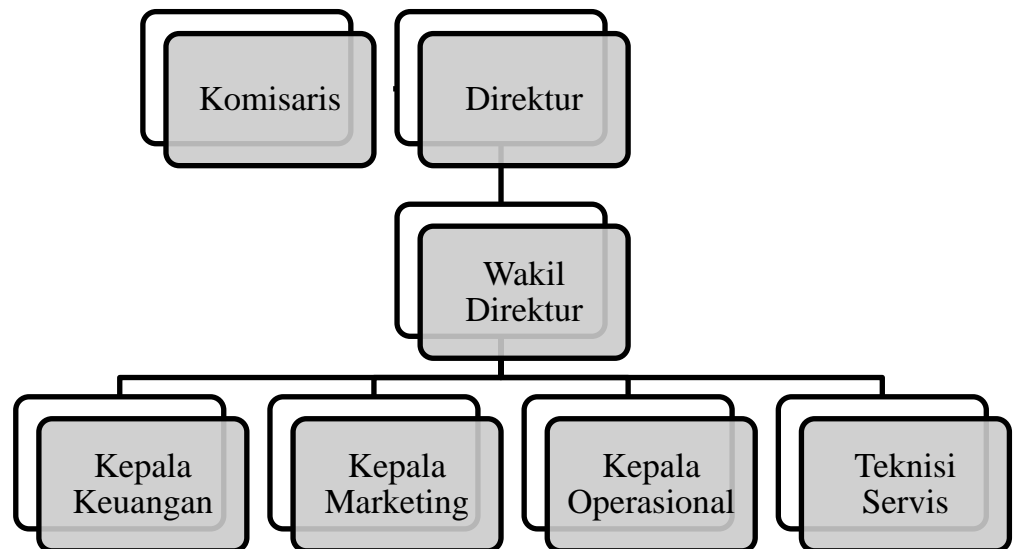 Komisaris
Direktur
Wakil
Direktur
Kepala
Keuangan
Kepala
Marketing
Kepala
Operasional
Teknisi
Servis